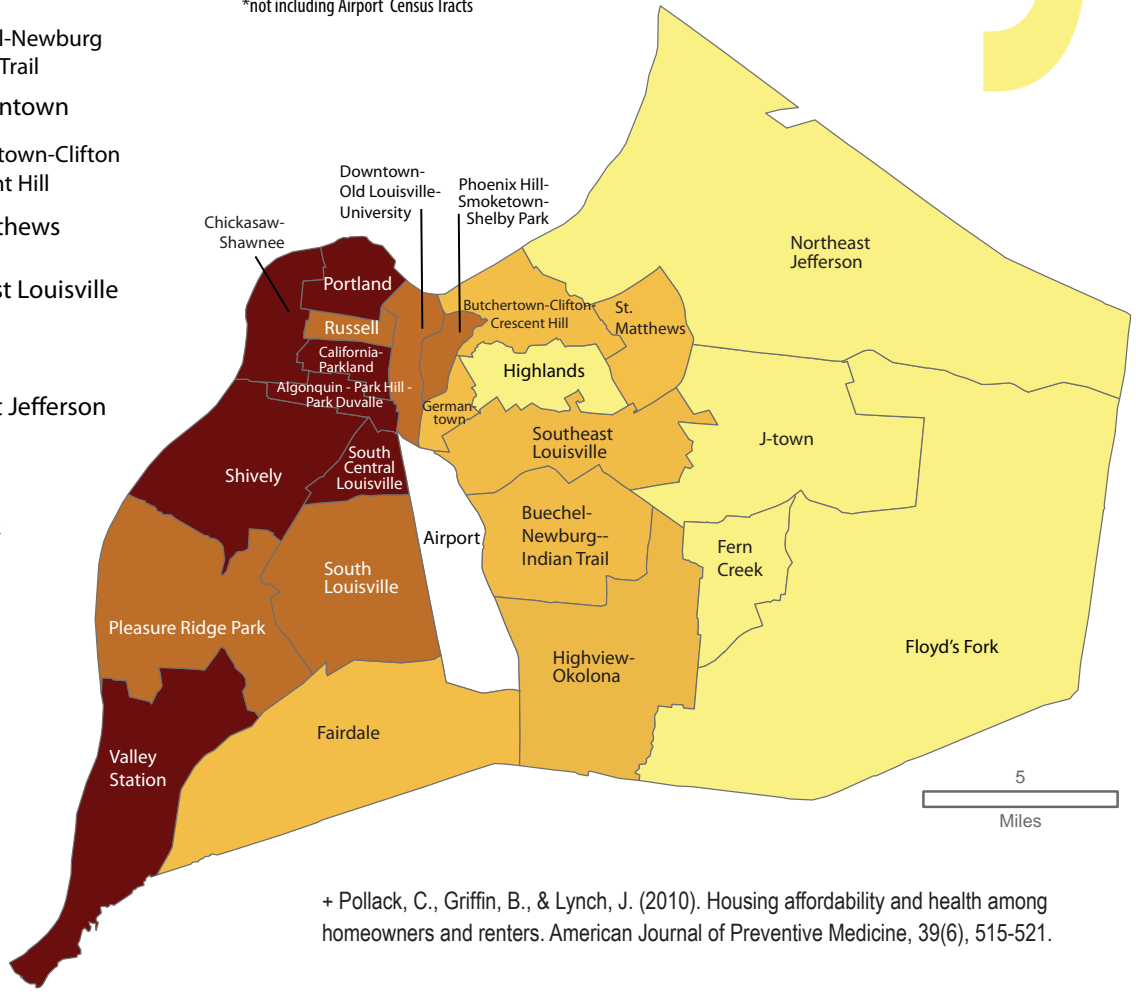 *not including Airport Census Tracts
l-Newburg
Trail
ntown
town-Clifton
nt Hill
thews
st Louisville
t Jefferson
Downtown-
Old Louisville-
University
Phoenix Hill-
Smoketown-
Shelby Park
Chickasaw-
Shawnee
Northeast
Jefferson
Portland
Butchertown-Clifton-
Crescent Hill
St.
Matthews
Russell
California-
Parkland
Highlands
Algonquin - Park Hill -
Park Duvalle
German-
town
Southeast
Louisville
J-town
South
Central
Louisville
Shively
Airport
Buechel-
Newburg--
Indian Trail
Fern
Creek
South
Louisville
Pleasure Ridge Park
Floyd's Fork
Highview-
Okolona
Fairdale
Valley
Station
5
Miles
+ Pollack, C., Griffin, B., & Lynch, J. (2010). Housing affordability and health among
homeowners and renters. American Journal of Preventive Medicine, 39(6), 515-521.